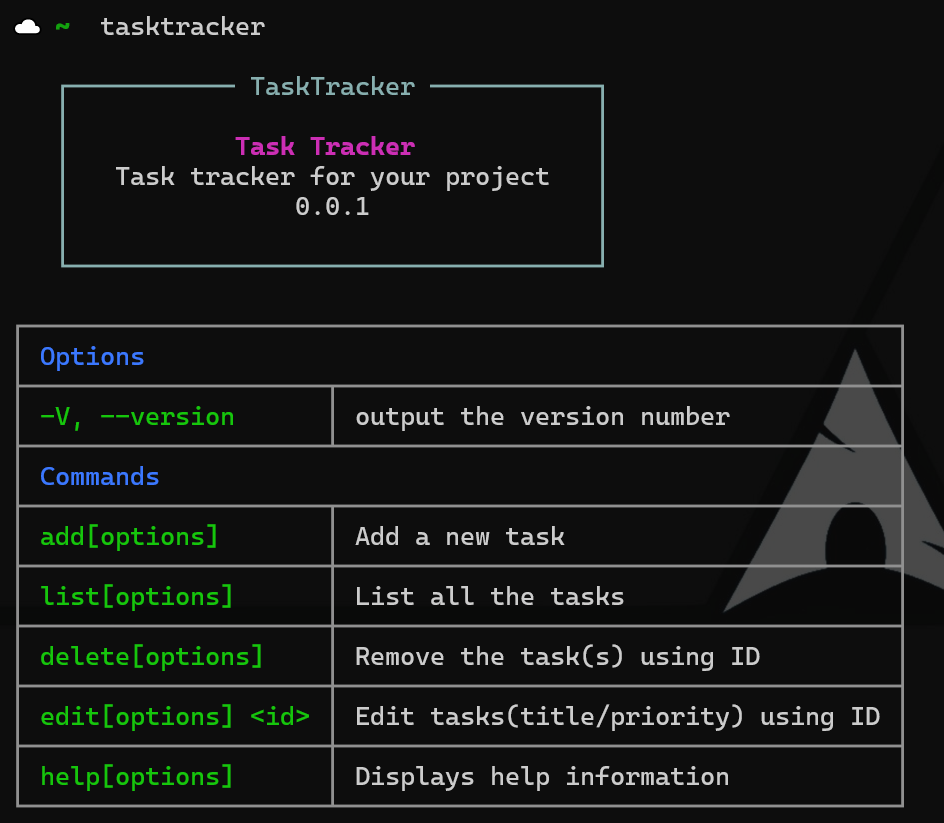 ~ tasktracker
TaskTracker
Task Tracker
Task tracker for your project
0.0.1
Options
-V, --version output the version number
Commands
add[options] Add a new task
list[options] List all the tasks
delete[options] Remove the task(s) using ID
edit[options] <id> Edit tasks(title/priority) using ID
help[options] Displays help information